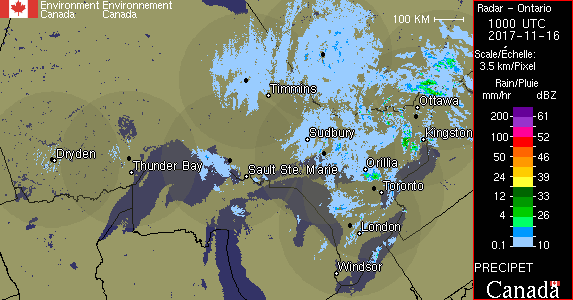 Environment Environnement
Canada Canada
100 KM
Timmins
Ottawa
Sudbury
Kingston
Dryden
Thunder Bay
Sault Ste. Marie
Orillia
Toronto
London
Windsor
Radar - Ontario
1000 UTC
2017-11-16
Scale/Échelle:
3.5 km/Pixel
Rain/Pluie
mm/hr dBZ
200 61
100 52
50 46
24 39
12 33
4 26
0.1 10
PRECIPET
Canada